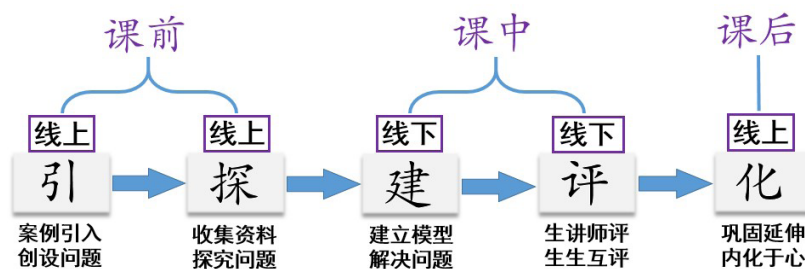 课前 课中 课后
线上 线上 线下 线下 线上
引 探 建 评 化
案例引入 收集资料 建立模型 生讲师评 巩固延伸
创设问题 探究问题 解决问题 生生互评 内化于心